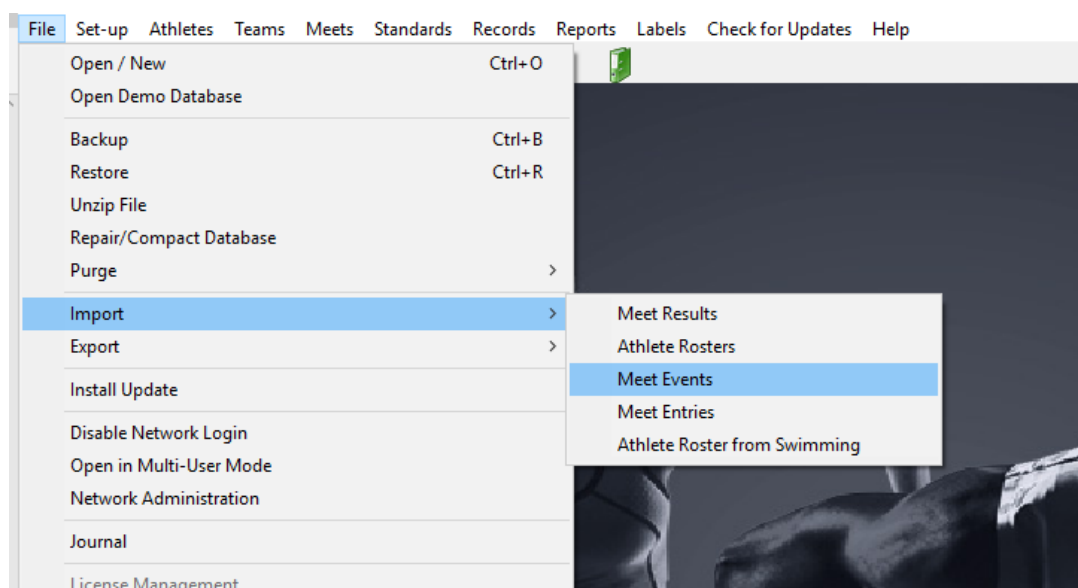 File Set-up Athletes Teams Meets Standards Records Reports Labels Check for Updates Help
Open / New Ctrl+O
Open Demo Database
Backup Ctrl+B
Restore Ctrl+R
Unzip File
Repair/Compact Database
Purge >
Import >
Export >
Install Update
Disable Network Login
Open in Multi-User Mode
Network Administration
Journal
License Management
Meet Results
Athlete Rosters
Meet Events
Meet Entries
Athlete Roster from Swimming